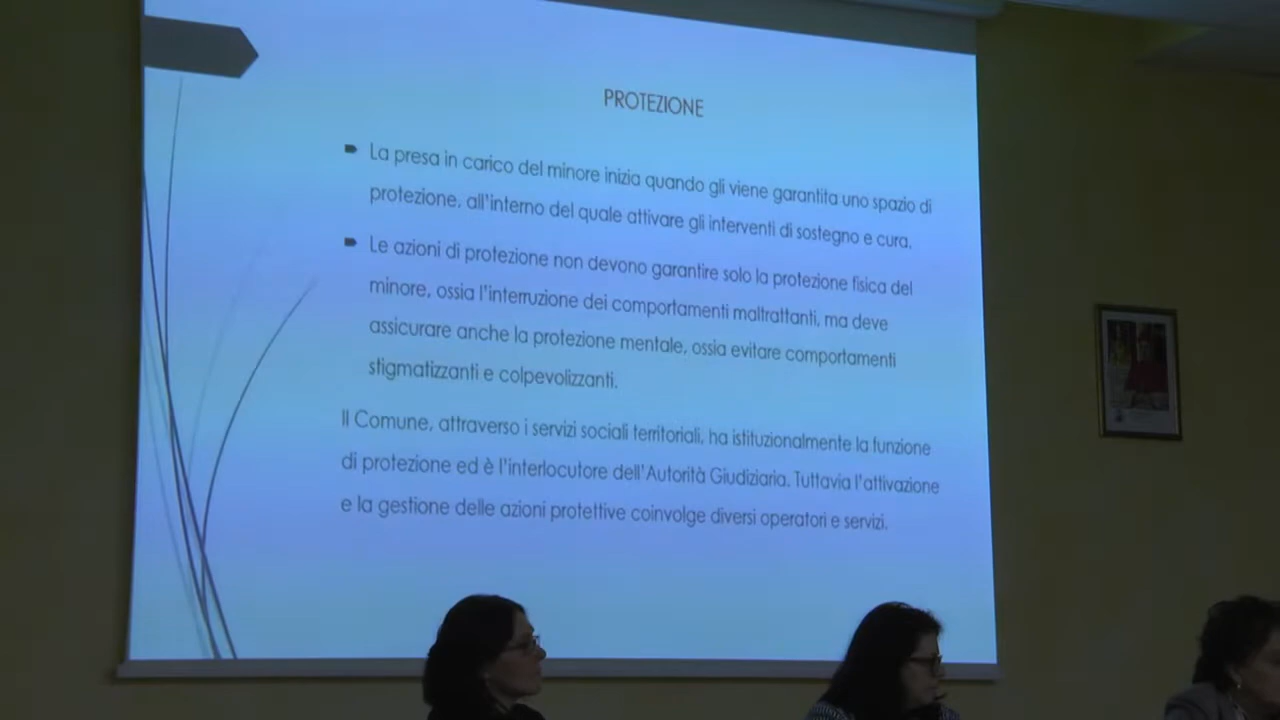 PROTEZIONE
La presa in carico del minore inizia quando gli viene garantita uno spazio di
protezione, all'interno del quale attivare gli interventi di sostegno e cura.
Le azioni di protezione non devono garantire solo la protezione fisica del
minore, ossia l'interruzione dei comportamenti maltrattanti, ma deve
assicurare anche la protezione mentale, ossia evitare comportamenti
stigmatizzanti e colpevolizzanti.
Il Comune, attraverso i servizi sociali territoriali, ha istituzionalmente la funzione
di protezione ed è l'interlocutore dell'Autorità Giudiziaria. Tuttavia l'attivazione
e la gestione delle azioni protettive coinvolge diversi operatori e servizi.